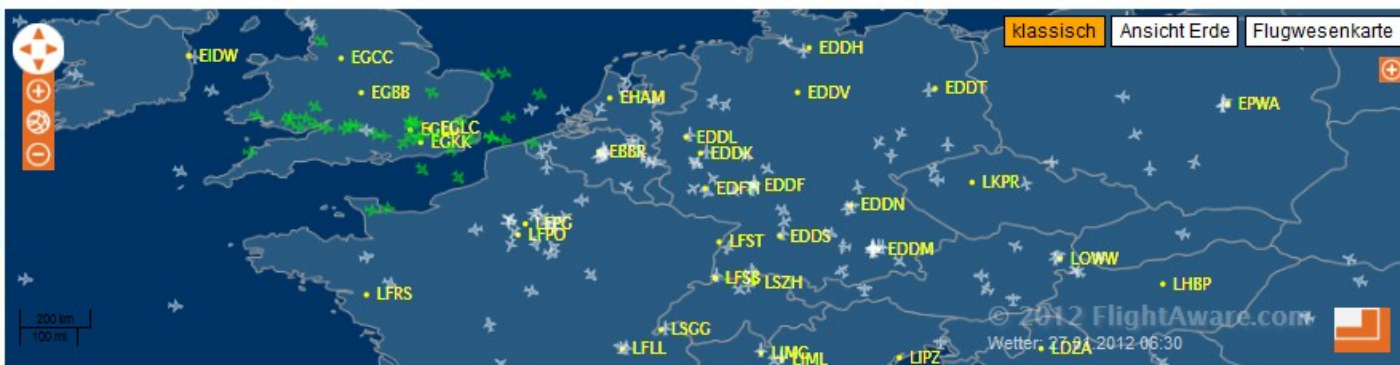 klassisch
Ansicht Erde
Flugwesenkarte
EIDW
EGCC
EGBB
EGLC
EGKK
EHAM
EBBR
EDDH
EDDV
EDDT
EPWA
EDDL
EDDK
EDDF
EDFH
LKPR
EDDN
LFPG
LFPO
LFST
EDDS
EDDM
LOWW
LFSB
LSZH
LHBP
LFRS
LSGG
LFLL
LIMC
LIML
LIPZ
LDZA
200 km
100 mi
© 2012 FlightAware.com
Wetter: 27.01.2012 06:30